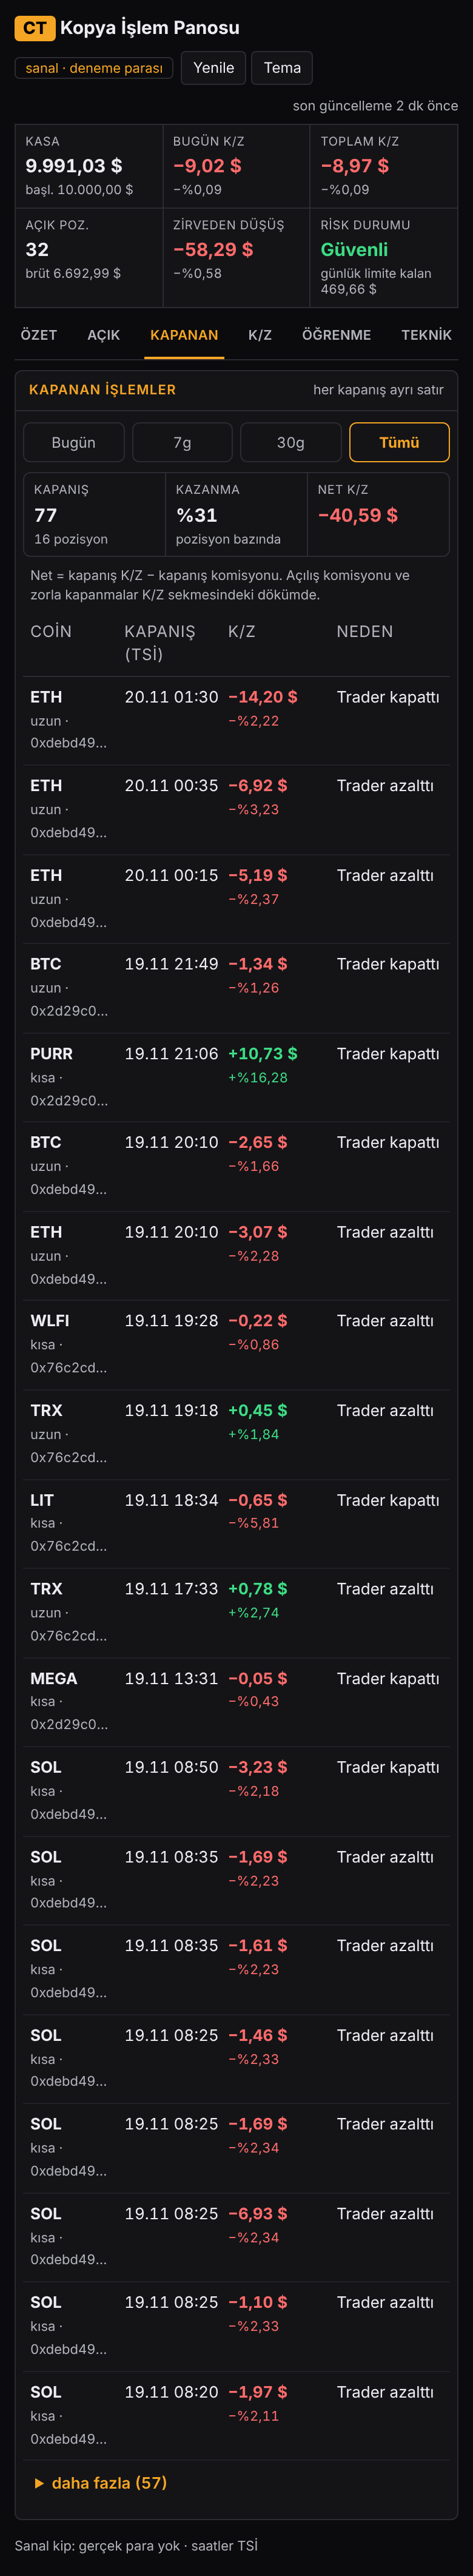 CT Kopya İşlem Panosu
sanal · deneme parası Yenile Tema
son güncelleme 2 dk önce
KASA BUGÜN K/Z TOPLAM K/Z
9.991,03 $ −9,02 $ −8,97 $
başl. 10.000,00 $ −%0,09 −%0,09
AÇIK POZ. ZİRVEDEN DÜŞÜŞ RİSK DURUMU
32 −58,29 $ Güvenli
brüt 6.692,99 $ −%0,58 günlük limite kalan
469,66 $
ÖZET AÇIK KAPANAN K/Z ÖĞRENME TEKNİK
KAPANAN İŞLEMLER her kapanış ayrı satır
Bugün 7g 30g Tümü
KAPANIŞ KAZANMA NET K/Z
77 %31 −40,59 $
16 pozisyon pozisyon bazında
Net = kapanış K/Z − kapanış komisyonu. Açılış komisyonu ve
zorla kapanmalar K/Z sekmesindeki dökümde.
COİN KAPANIŞ K/Z NEDEN
(TSİ)
ETH 20.11 01:30 −14,20 $ Trader kapattı
uzun · −%2,22
0xdebd49…
ETH 20.11 00:35 −6,92 $ Trader azalttı
uzun · −%3,23
0xdebd49…
ETH 20.11 00:15 −5,19 $ Trader azalttı
uzun · −%2,37
0xdebd49…
BTC 19.11 21:49 −1,34 $ Trader kapattı
uzun · −%1,26
0x2d29c0…
PURR 19.11 21:06 +10,73 $ Trader kapattı
kısa · +%16,28
0x2d29c0…
BTC 19.11 20:10 −2,65 $ Trader kapattı
uzun · −%1,66
0xdebd49…
ETH 19.11 20:10 −3,07 $ Trader azalttı
uzun · −%2,28
0xdebd49…
WLFI 19.11 19:28 −0,22 $ Trader azalttı
kısa · −%0,86
0x76c2cd…
TRX 19.11 19:18 +0,45 $ Trader azalttı
uzun · +%1,84
0x76c2cd…
LIT 19.11 18:34 −0,65 $ Trader kapattı
kısa · −%5,81
0x76c2cd…
TRX 19.11 17:33 +0,78 $ Trader azalttı
uzun · +%2,74
0x76c2cd…
MEGA 19.11 13:31 −0,05 $ Trader kapattı
kısa · −%0,43
0x2d29c0…
SOL 19.11 08:50 −3,23 $ Trader kapattı
kısa · −%2,18
0xdebd49…
SOL 19.11 08:35 −1,69 $ Trader azalttı
kısa · −%2,23
0xdebd49…
SOL 19.11 08:35 −1,61 $ Trader azalttı
kısa · −%2,23
0xdebd49…
SOL 19.11 08:25 −1,46 $ Trader azalttı
kısa · −%2,33
0xdebd49…
SOL 19.11 08:25 −1,69 $ Trader azalttı
kısa · −%2,34
0xdebd49…
SOL 19.11 08:25 −6,93 $ Trader azalttı
kısa · −%2,34
0xdebd49…
SOL 19.11 08:25 −1,10 $ Trader azalttı
kısa · −%2,33
0xdebd49…
SOL 19.11 08:20 −1,97 $ Trader azalttı
kısa · −%2,11
0xdebd49…
▶ daha fazla (57)
Sanal kip: gerçek para yok · saatler TSİ